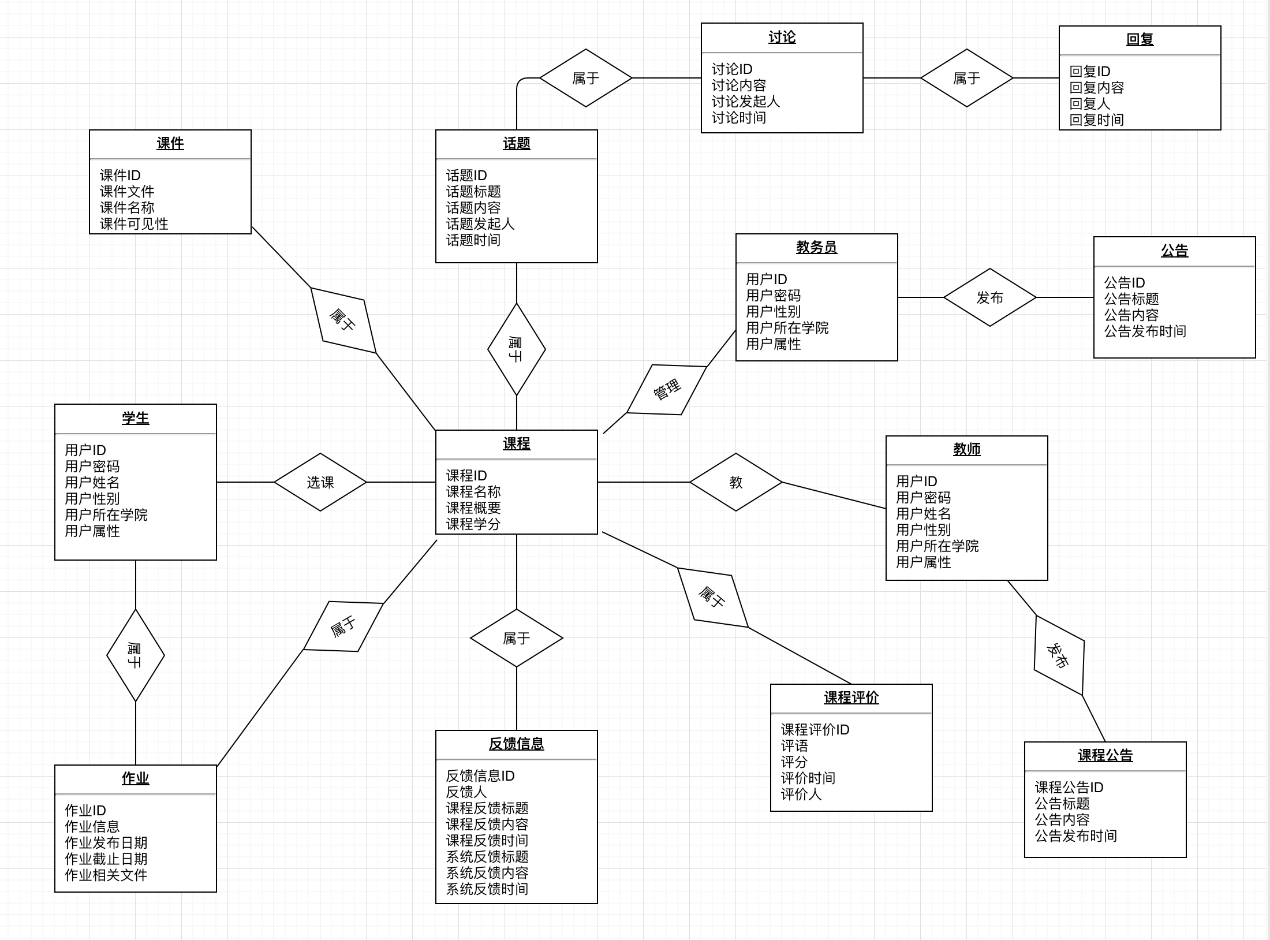 讨论
讨论ID
讨论内容
讨论发起人
讨论时间
回复
回复ID
回复内容
回复人
回复时间
属于
属于
课件
课件ID
课件文件
课件名称
课件可见性
话题
话题ID
话题标题
话题内容
话题发起人
话题时间
教务员
用户ID
用户密码
用户性别
用户所在学院
用户属性
发布
公告
公告ID
公告标题
公告内容
公告发布时间
属于
属于
管理
学生
用户ID
用户密码
用户姓名
用户性别
用户所在学院
用户属性
选课
课程
课程ID
课程名称
课程概要
课程学分
教
教师
用户ID
用户密码
用户姓名
用户性别
用户所在学院
用户属性
属于
属于
属于
属于
发布
作业
作业ID
作业信息
作业发布日期
作业截止日期
作业相关文件
反馈信息
反馈信息ID
反馈人
课程反馈标题
课程反馈内容
课程反馈时间
系统反馈标题
系统反馈内容
系统反馈时间
课程评价
课程评价ID
评语
评分
评价时间
评价人
课程公告
课程公告ID
公告标题
公告内容
公告发布时间